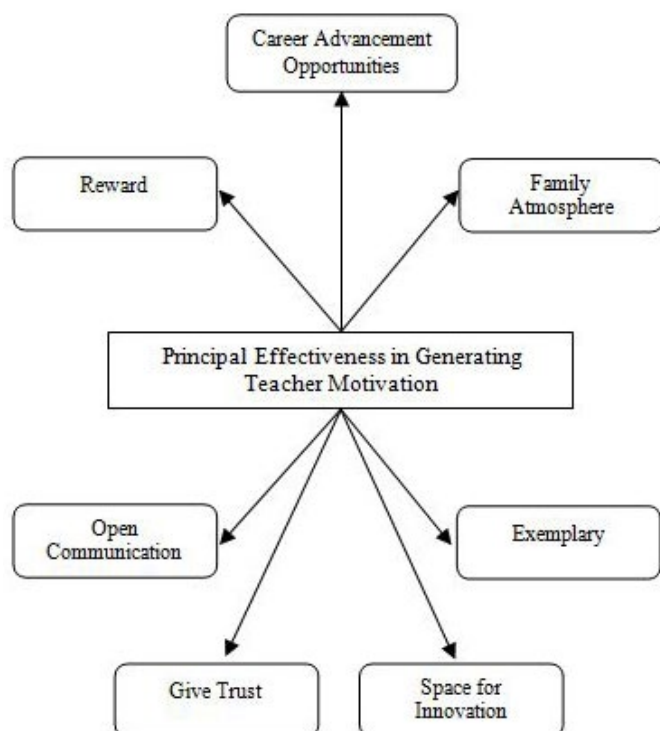 Career Advancement
Opportunities
Reward
Family
Atmosphere
Principal Effectiveness in Generating
Teacher Motivation
Open
Communication
Exemplary
Give Trust
Space for
Innovation